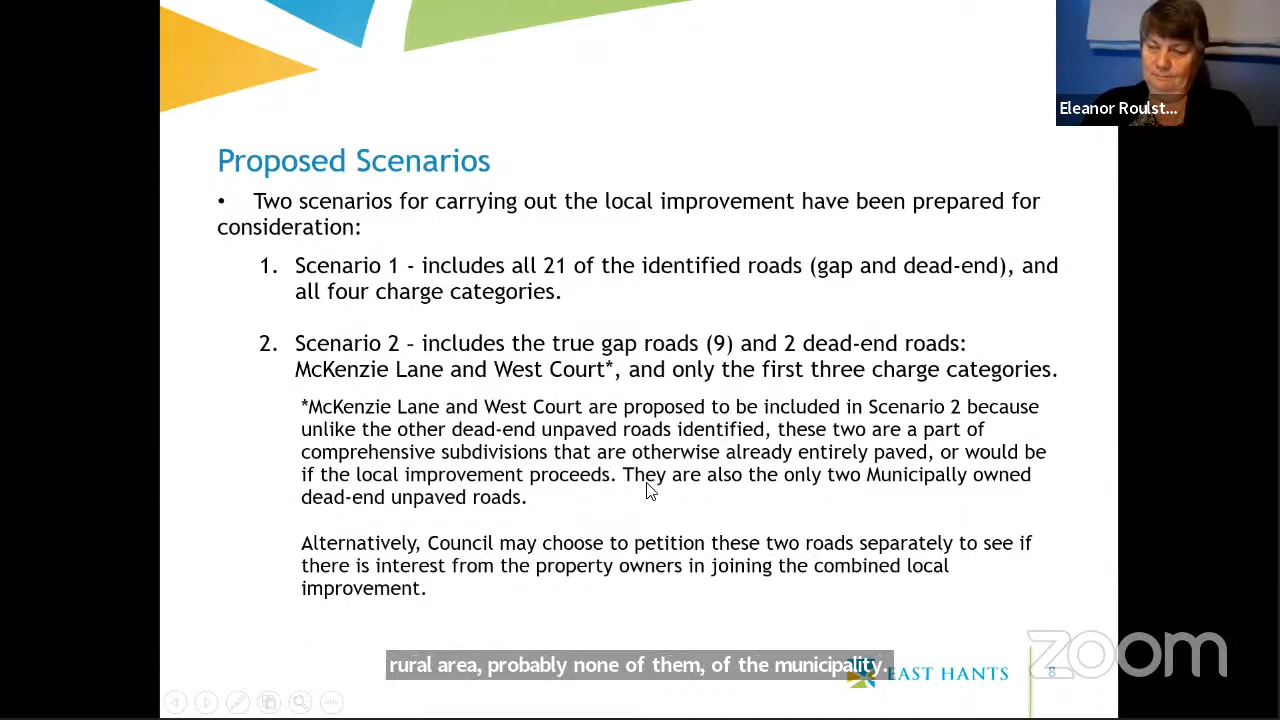 Eleanor Roulst...
Proposed Scenarios
• Two scenarios for carrying out the local improvement have been prepared for
consideration:
1. Scenario 1 - includes all 21 of the identified roads (gap and dead-end), and
all four charge categories.
2. Scenario 2 – includes the true gap roads (9) and 2 dead-end roads:
McKenzie Lane and West Court*, and only the first three charge categories.
*McKenzie Lane and West Court are proposed to be included in Scenario 2 because
unlike the other dead-end unpaved roads identified, these two are a part of
comprehensive subdivisions that are otherwise already entirely paved, or would be
if the local improvement proceeds. They are also the only two Municipally owned
dead-end unpaved roads.
Alternatively, Council may choose to petition these two roads separately to see if
there is interest from the property owners in joining the combined local
improvement.
rural area, probably none of them, of the municipality.
EAST HANTS
8
zoom